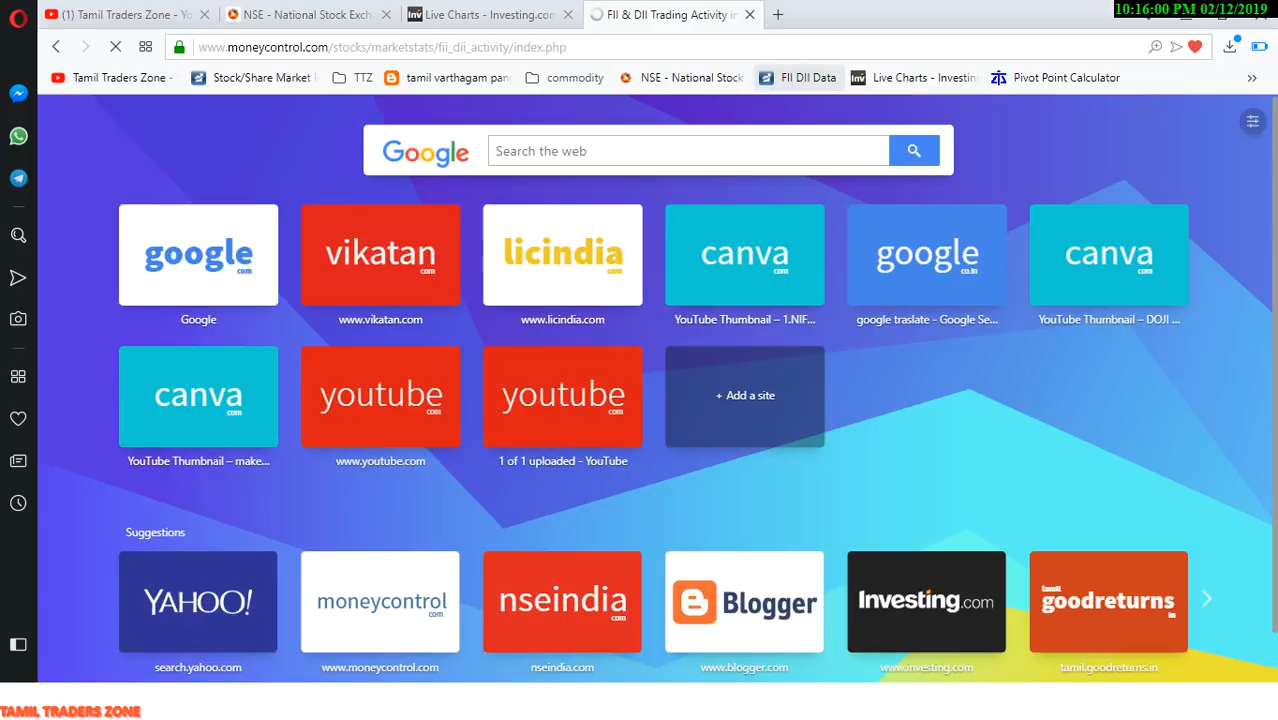 10:16:00 PM 02/12/2019
(1) Tamil Traders Zone - Yo
NSE - National Stock Exch
Live Charts - Investing.con
FII & DII Trading Activity in
www.moneycontrol.com/stocks/marketstats/fii_dii_activity/index.php
Tamil Traders Zone -
Stock/Share Market
TTZ
tamil varthagam pan
commodity
NSE - National Stock
FII DII Data
Inv
Live Charts - Investin
Pivot Point Calculator
Google
Search the web
google com
vikatan com
licindia com
canva com
google co.in
canva com
Google
www.vikatan.com
www.licindia.com
YouTube Thumbnail – 1.NIF...
google traslate - Google Se...
YouTube Thumbnail – DOJI ...
canva com
youtube com
youtube com
+ Add a site
YouTube Thumbnail – make...
www.youtube.com
1 of 1 uploaded - YouTube
Suggestions
YAHOO!
moneycontrol com
nseindia com
Blogger
Investing.com
tamil goodreturns in
search.yahoo.com
www.moneycontrol.com
nseindia.com
www.blogger.com
www.investing.com
tamil.goodreturns.in
TAMIL TRADERS ZONE